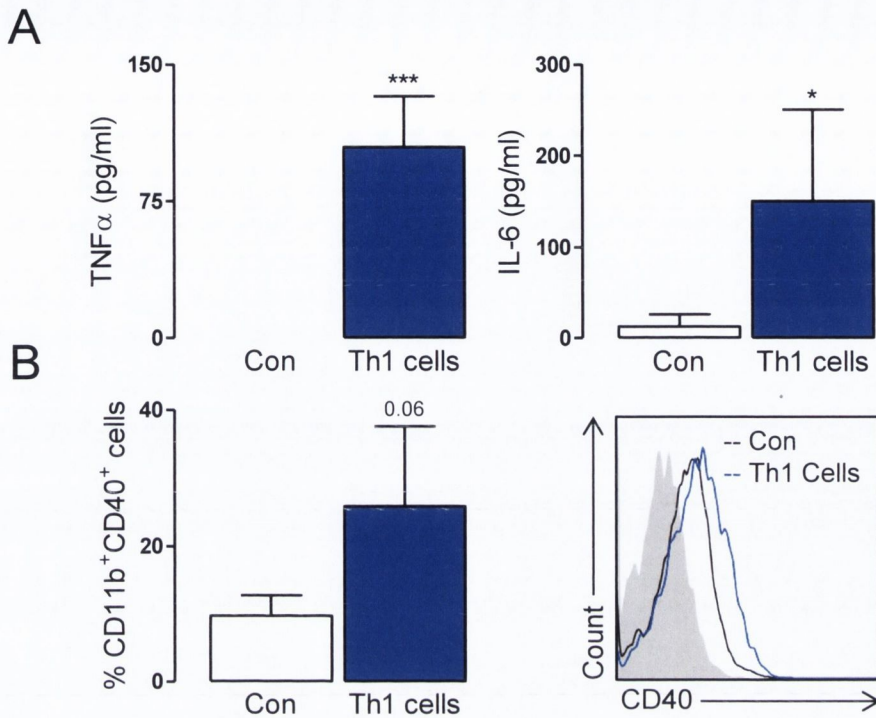 A
TNFα (pg/ml)
150
75
0
***
Con
Th1 cells
IL-6 (pg/ml)
300
200
100
0
*
Con
Th1 cells
B
% CD11b⁺CD40⁺ cells
40
20
0
0.06
Con
Th1 cells
Count
Con
Th1 Cells
CD40